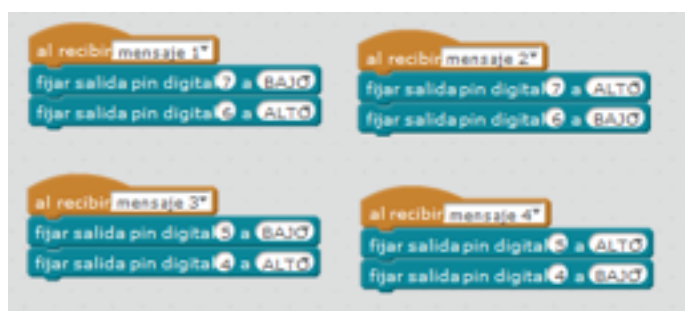 al recibir mensaje 1
fijar salida pin digital 7 a BAJO
fijar salida pin digital 6 a ALTO
al recibir mensaje 2
fijar salida pin digital 7 a ALTO
fijar salida pin digital 6 a BAJO
al recibir mensaje 3
fijar salida pin digital a BAJO
fijar salida pin digital 4 a ALTO
al recibir mensaje 4
fijar salida pin digital a ALTO
fijar salida pin digital 4 a BAJO